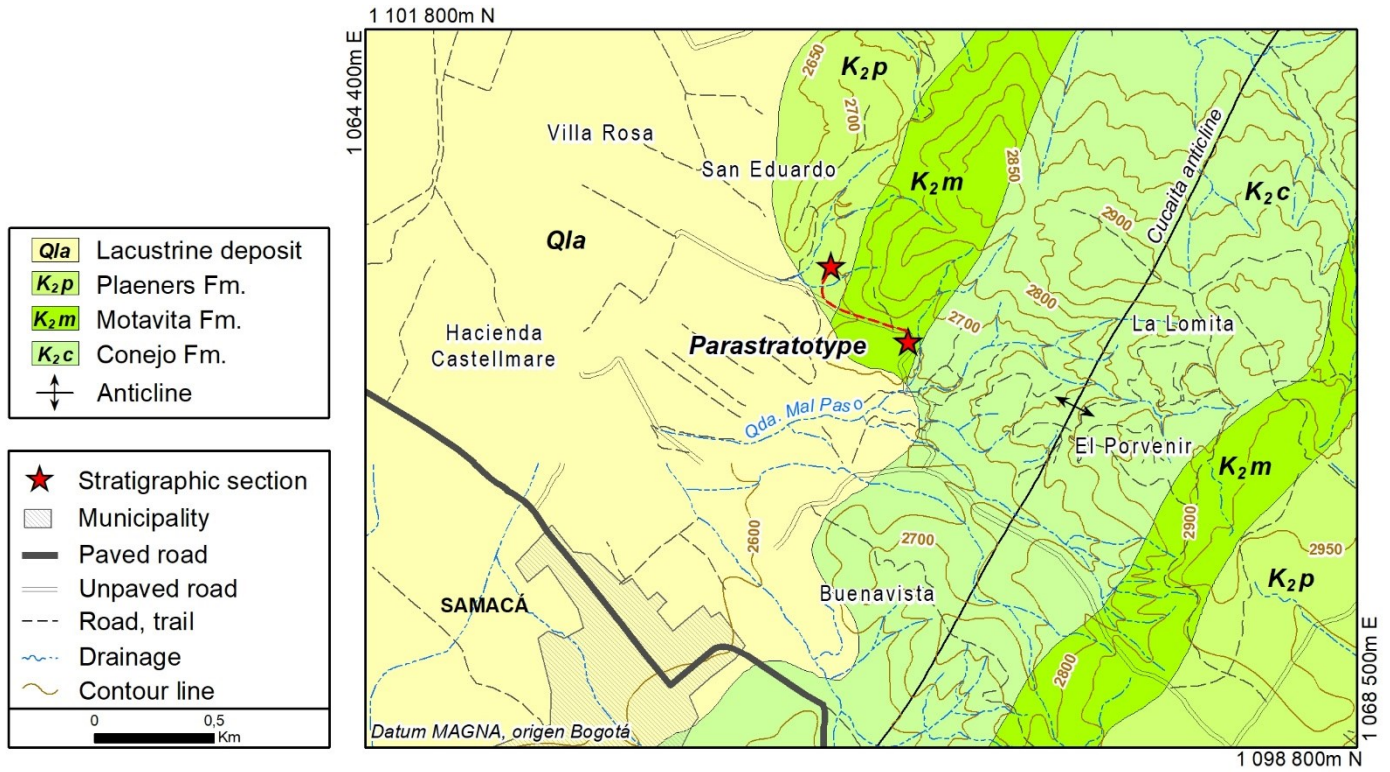 1 101 800m N
1 064 400m E
2650
K2p
2700
Villa Rosa
San Eduardo
K2m
2850
Cucaita anticline
K2c
2900
Qla
2800
2700
La Lomita
Hacienda
Castellmare
Parastratotype
Qda. Mal Paso
El Porvenir
K2m
2600
2700
2900
2950
K2p
Buenavista
SAMACÁ
2800
Datum MAGNA, origen Bogotá
1 068 500m E
1 098 800m N
Qla Lacustrine deposit
K2p Plaeners Fm.
K2m Motavita Fm.
K2c Conejo Fm.
Anticline
Stratigraphic section
Municipality
Paved road
Unpaved road
Road, trail
Drainage
Contour line
0 0,5
Km